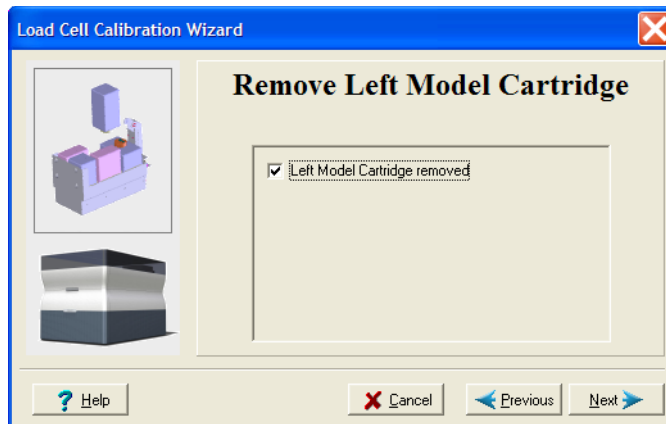 Load Cell Calibration Wizard
Remove Left Model Cartridge
Left Model Cartridge removed
Help
Cancel
Previous
Next